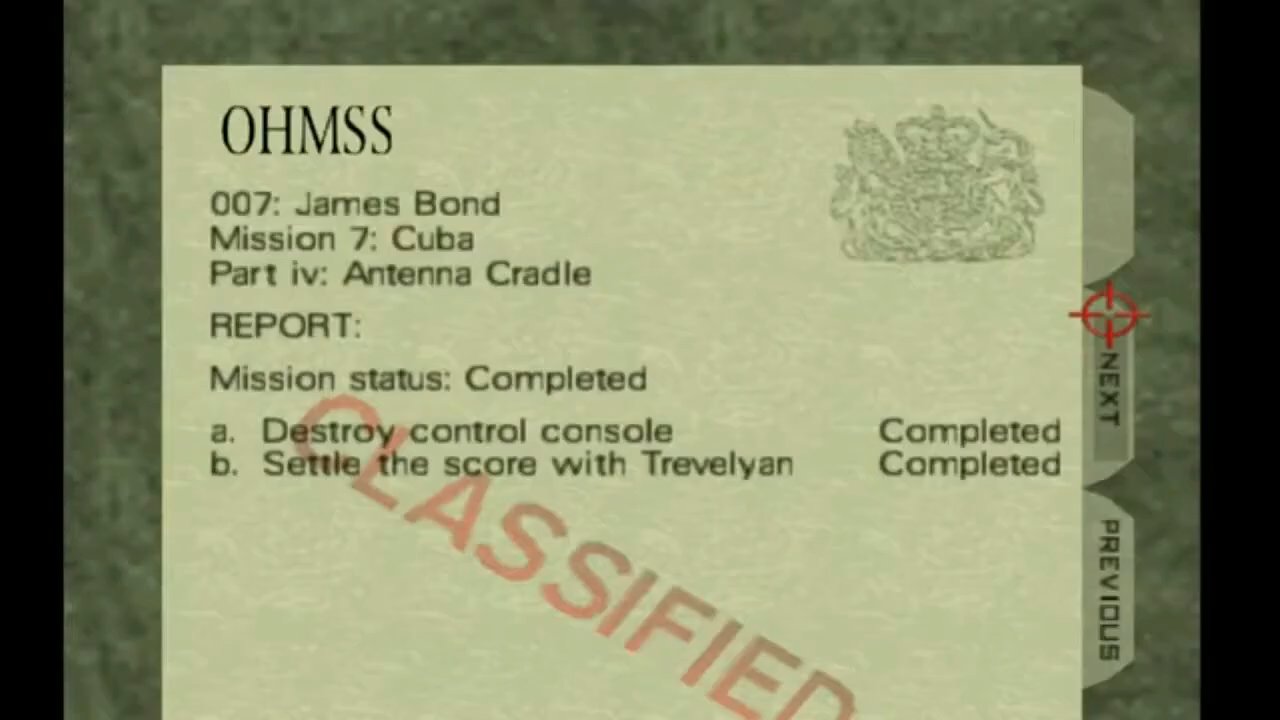 OHMSS
007: James Bond
Mission 7: Cuba
Part iv: Antenna Cradle
REPORT:
Mission status: Completed
a. Destroy control console Completed
b. Settle the score with Trevelyan Completed
CLASSIFIED
NEXT
PREVIOUS